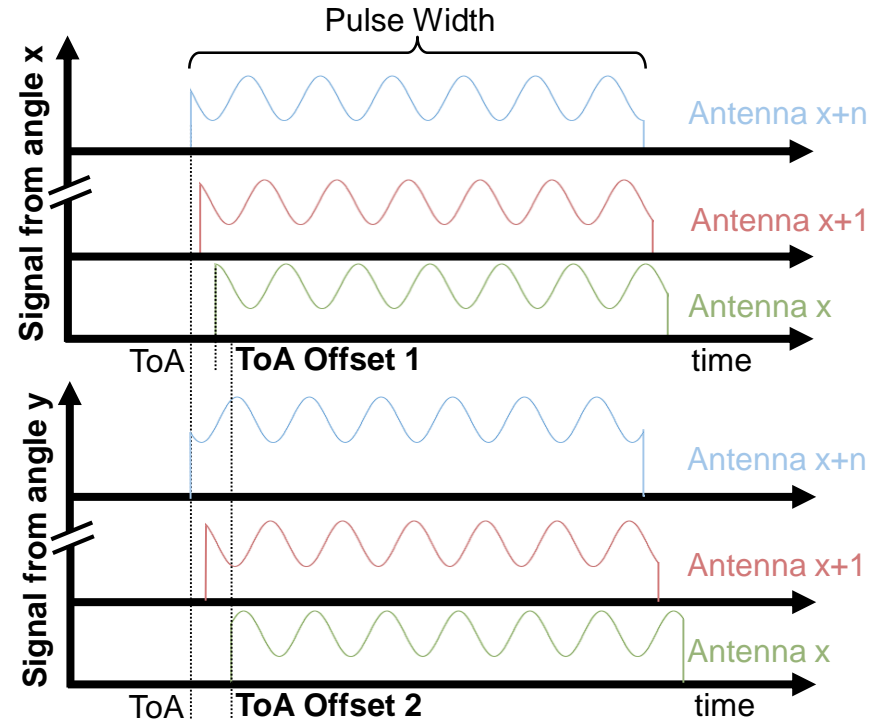 Pulse Width
Signal from angle x
Antenna x+n
Antenna x+1
Antenna x
ToA
ToA Offset 1
time
Signal from angle y
Antenna x+n
Antenna x+1
Antenna x
ToA
ToA Offset 2
time